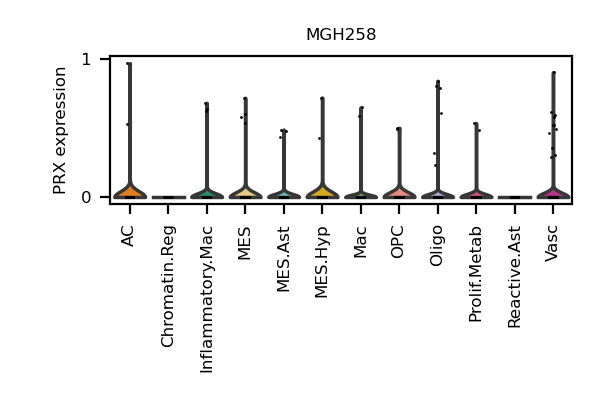 MGH258
PRX expression
1
0
AC
Chromatin.Reg
Inflammatory.Mac
MES
MES.Ast
MES.Hyp
Mac
OPC
Oligo
Prolif.Metab
Reactive.Ast
Vasc